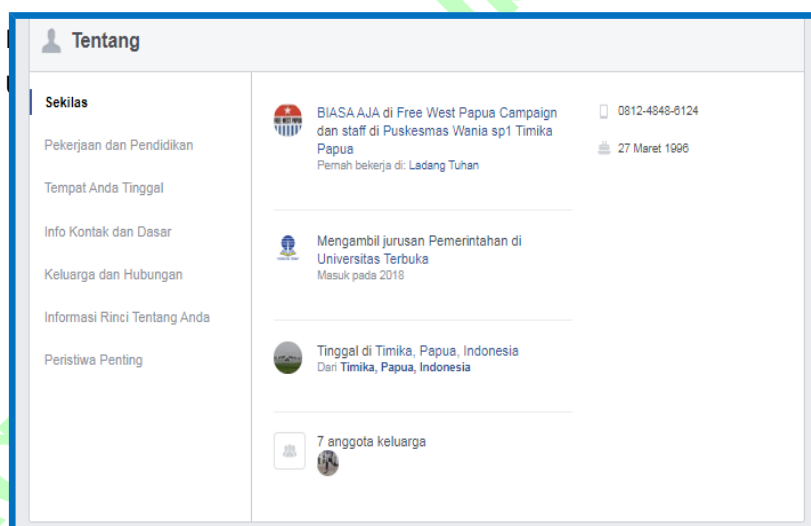 Tentang
Sekilas
Pekerjaan dan Pendidikan
Tempat Anda Tinggal
Info Kontak dan Dasar
Keluarga dan Hubungan
Informasi Rinci Tentang Anda
Peristiwa Penting
BIASA AJA di Free West Papua Campaign
dan staff di Puskesmas Wania sp1 Timika
Papua
Pernah bekerja di: Ladang Tuhan
Mengambil jurusan Pemerintahan di
Universitas Terbuka
Masuk pada 2018
Tinggal di Timika, Papua, Indonesia
Dari Timika, Papua, Indonesia
7 anggota keluarga
0812-4848-6124
27 Maret 1996